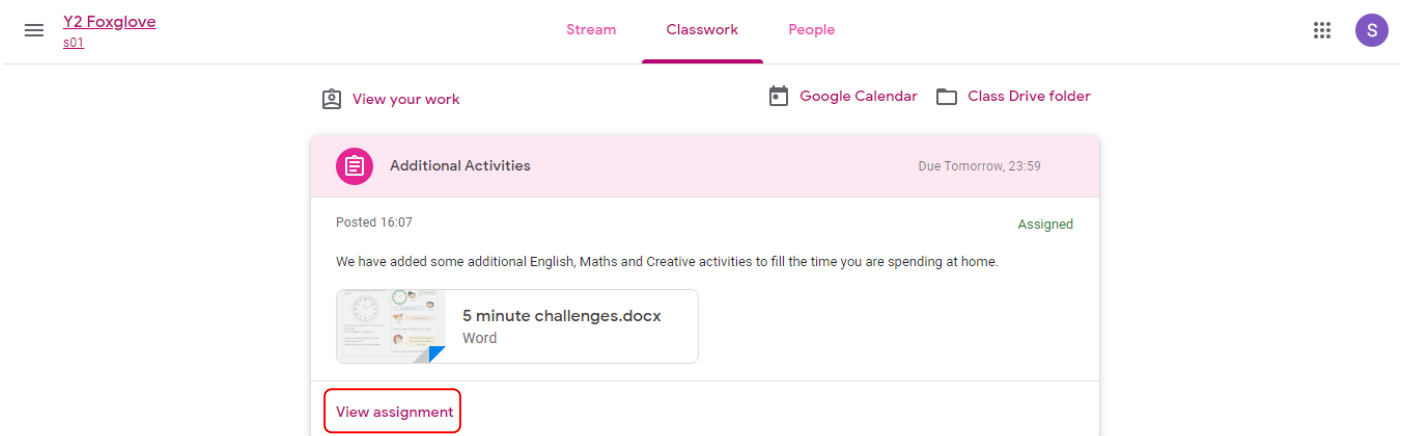 Y2 Foxglove
s01
Stream Classwork People
S
View your work
Google Calendar Class Drive folder
Additional Activities
Due Tomorrow, 23:59
Posted 16:07
Assigned
We have added some additional English, Maths and Creative activities to fill the time you are spending at home.
5 minute challenges.docx
Word
View assignment